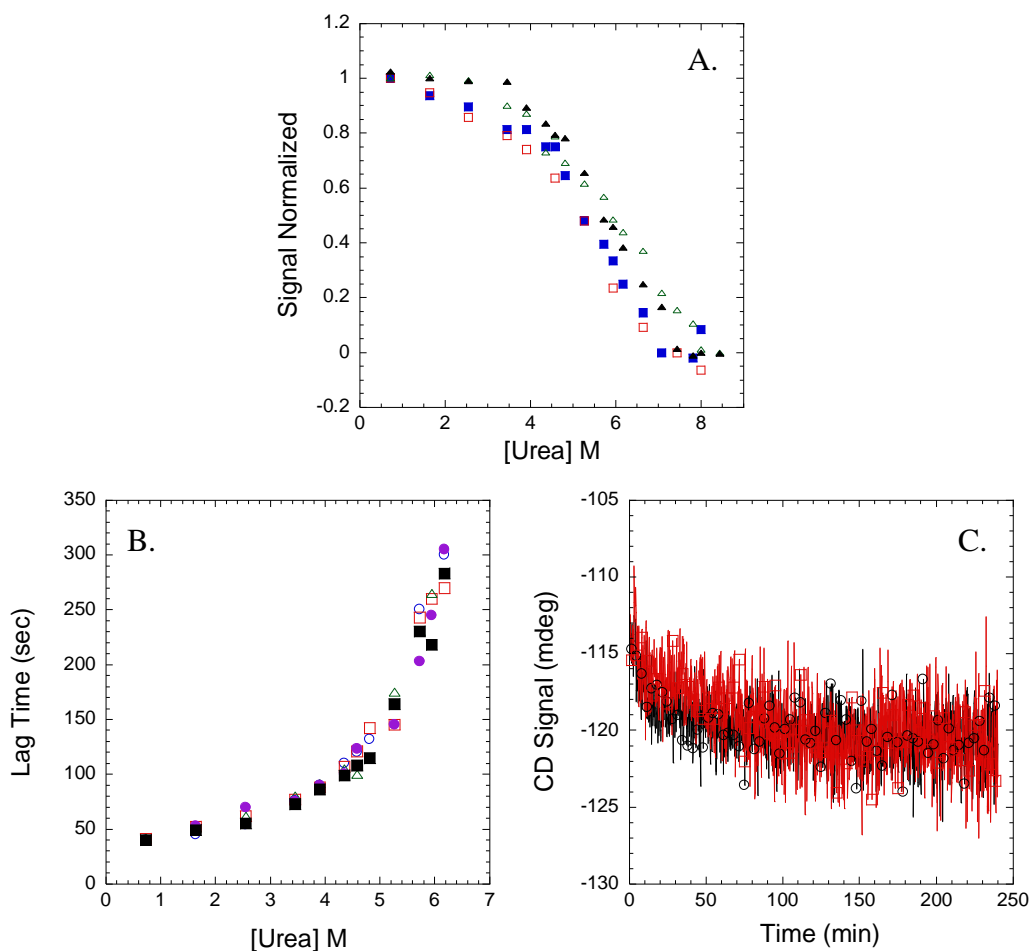 1.2
1
0.8
0.6
0.4
0.2
0
-0.2
Signal Normalized
A.
0 2 4 6 8
[Urea] M
350
300
250
200
150
100
50
0
Lag Time (sec)
B.
0 1 2 3 4 5 6 7
[Urea] M
-105
-110
-115
-120
-125
-130
CD Signal (mdeg)
C.
0 50 100 150 200 250
Time (min)